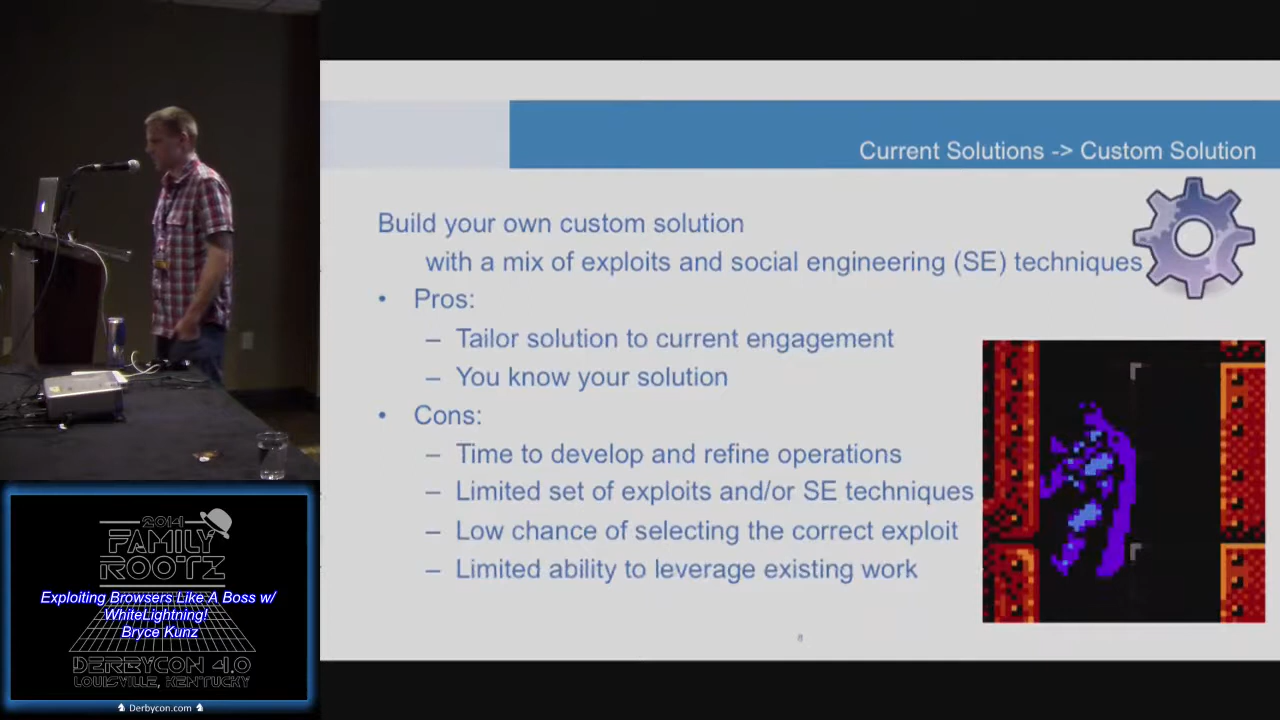 Current Solutions -> Custom Solution
Build your own custom solution
with a mix of exploits and social engineering (SE) techniques
• Pros:
– Tailor solution to current engagement
– You know your solution
• Cons:
– Time to develop and refine operations
– Limited set of exploits and/or SE techniques
– Low chance of selecting the correct exploit
– Limited ability to leverage existing work
2014
FAMILY
ROOTZ
Exploiting Browsers Like A Boss w/
WhiteLightning!
Bryce Kunz
DERBYCON 4.0
LOUISVILLE, KENTUCKY
Derbycon.com